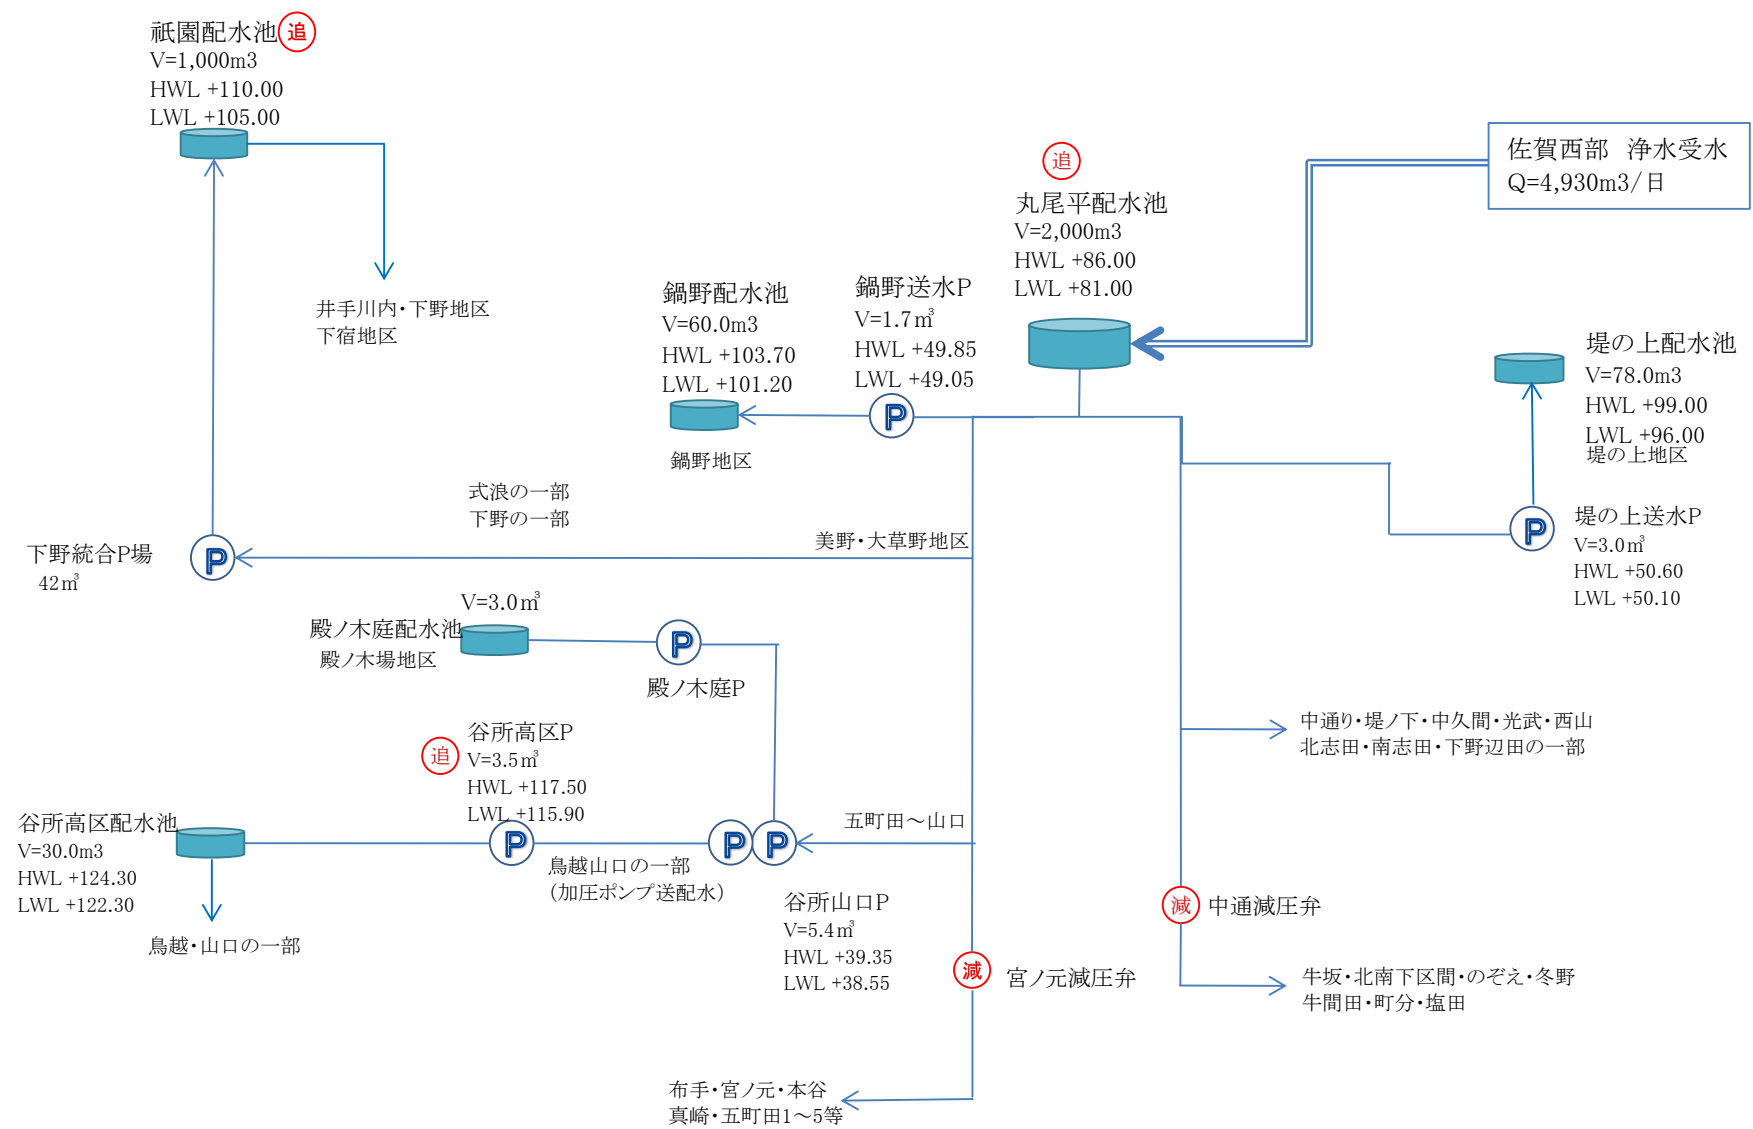 祇園配水池 追
V=1,000m3
HWL +110.00
LWL +105.00
井手川内・下野地区
下宿地区
佐賀西部　浄水受水
Q=4,930m3/日
追
丸尾平配水池
V=2,000m3
HWL +86.00
LWL +81.00
鍋野配水池
V=60.0m3
HWL +103.70
LWL +101.20
鍋野地区
鍋野送水P
V=1.7㎥
HWL +49.85
LWL +49.05
P
堤の上配水池
V=78.0m3
HWL +99.00
LWL +96.00
堤の上地区
式浪の一部
下野の一部
美野・大草野地区
下野統合P場
42㎥
P
P
堤の上送水P
V=3.0㎥
HWL +50.60
LWL +50.10
V=3.0㎥
殿ノ木庭配水池
殿ノ木場地区
P
殿ノ木庭P
中通り・堤ノ下・中久間・光武・西山
北志田・南志田・下野辺田の一部
追
谷所高区P
V=3.5㎥
HWL +117.50
LWL +115.90
P
谷所高区配水池
V=30.0m3
HWL +124.30
LWL +122.30
鳥越・山口の一部
鳥越山口の一部
（加圧ポンプ送配水）
P P
五町田～山口
谷所山口P
V=5.4㎥
HWL +39.35
LWL +38.55
減 中通減圧弁
減 宮ノ元減圧弁
牛坂・北南下区間・のぞえ・冬野
牛間田・町分・塩田
布手・宮ノ元・本谷
真崎・五町田1～5等